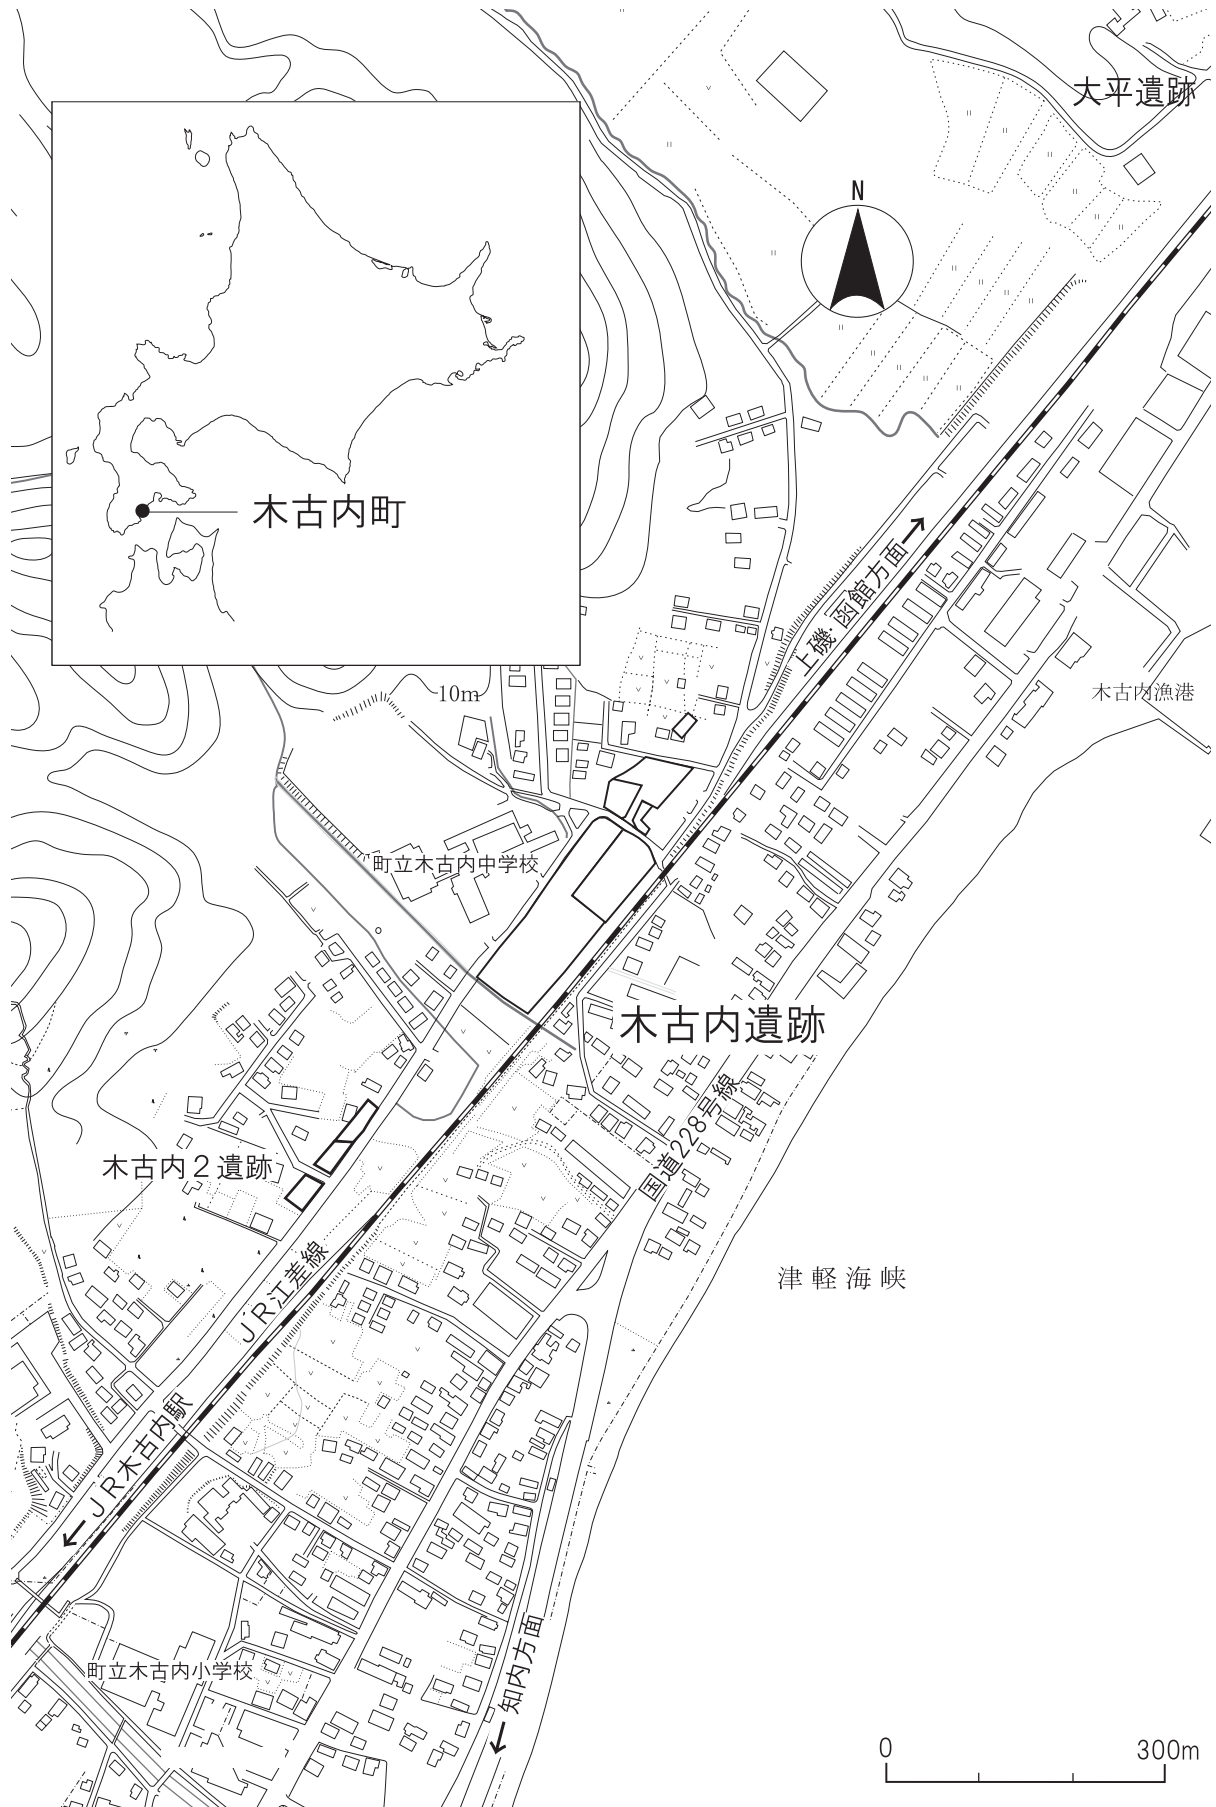 大平遺跡
N
木古内町
上磯・函館方面
木古内漁港
10m
町立木古内中学校
木古内遺跡
国道228号線
木古内2遺跡
JR江差線
津軽海峡
JR木古内駅
町立木古内小学校
知内方面
0 300m